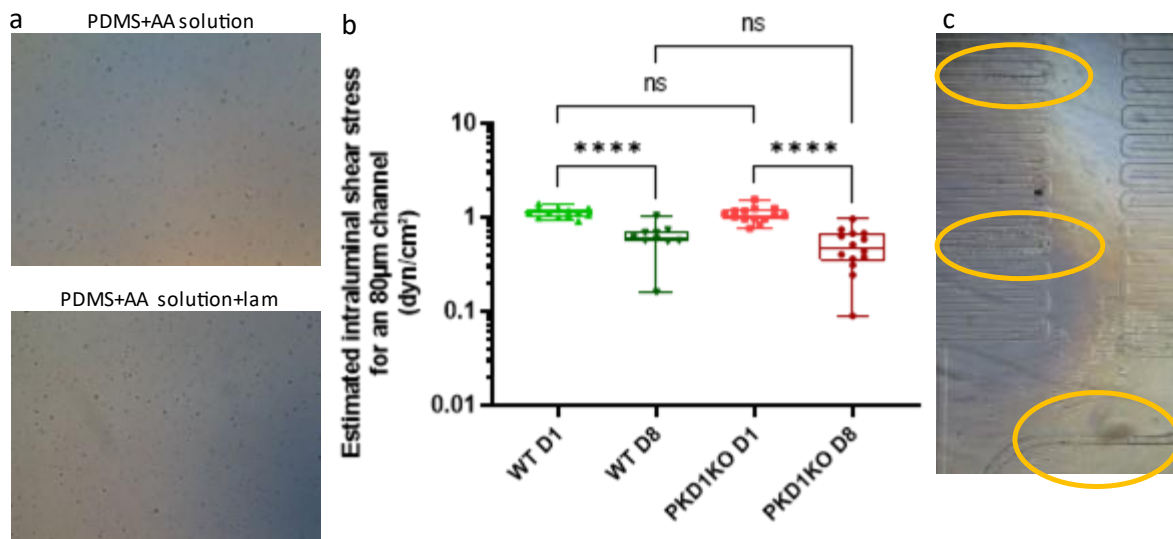 a
PDMS+AA solution
PDMS+AA solution+lam
b
Estimated intraluminal shear stress
for an 80µm channel
(dyn/cm²)
10
1
0.1
0.01
ns
ns
****
****
WT D1
WT D8
PKD1KO D1
PKD1KO D8
c